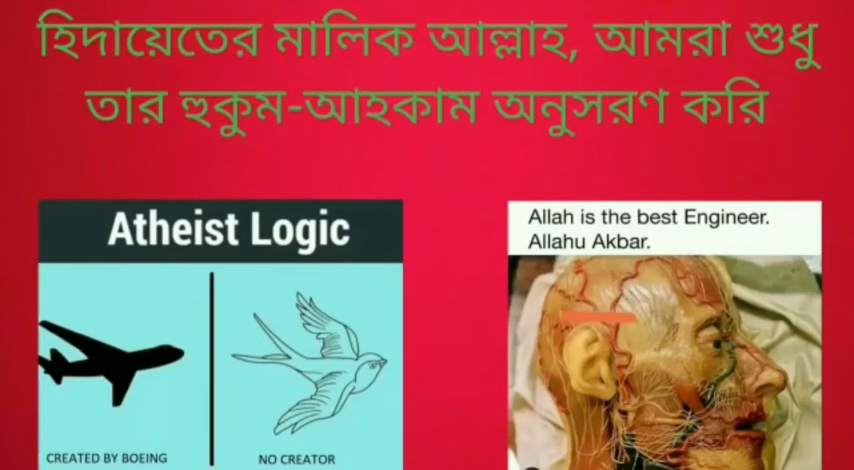 হিদায়েতের মালিক আল্লাহ, আমরা শুধু
তার হুকুম-আহকাম অনুসরণ করি
Atheist Logic
CREATED BY BOEING
NO CREATOR
Allah is the best Engineer.
Allahu Akbar.